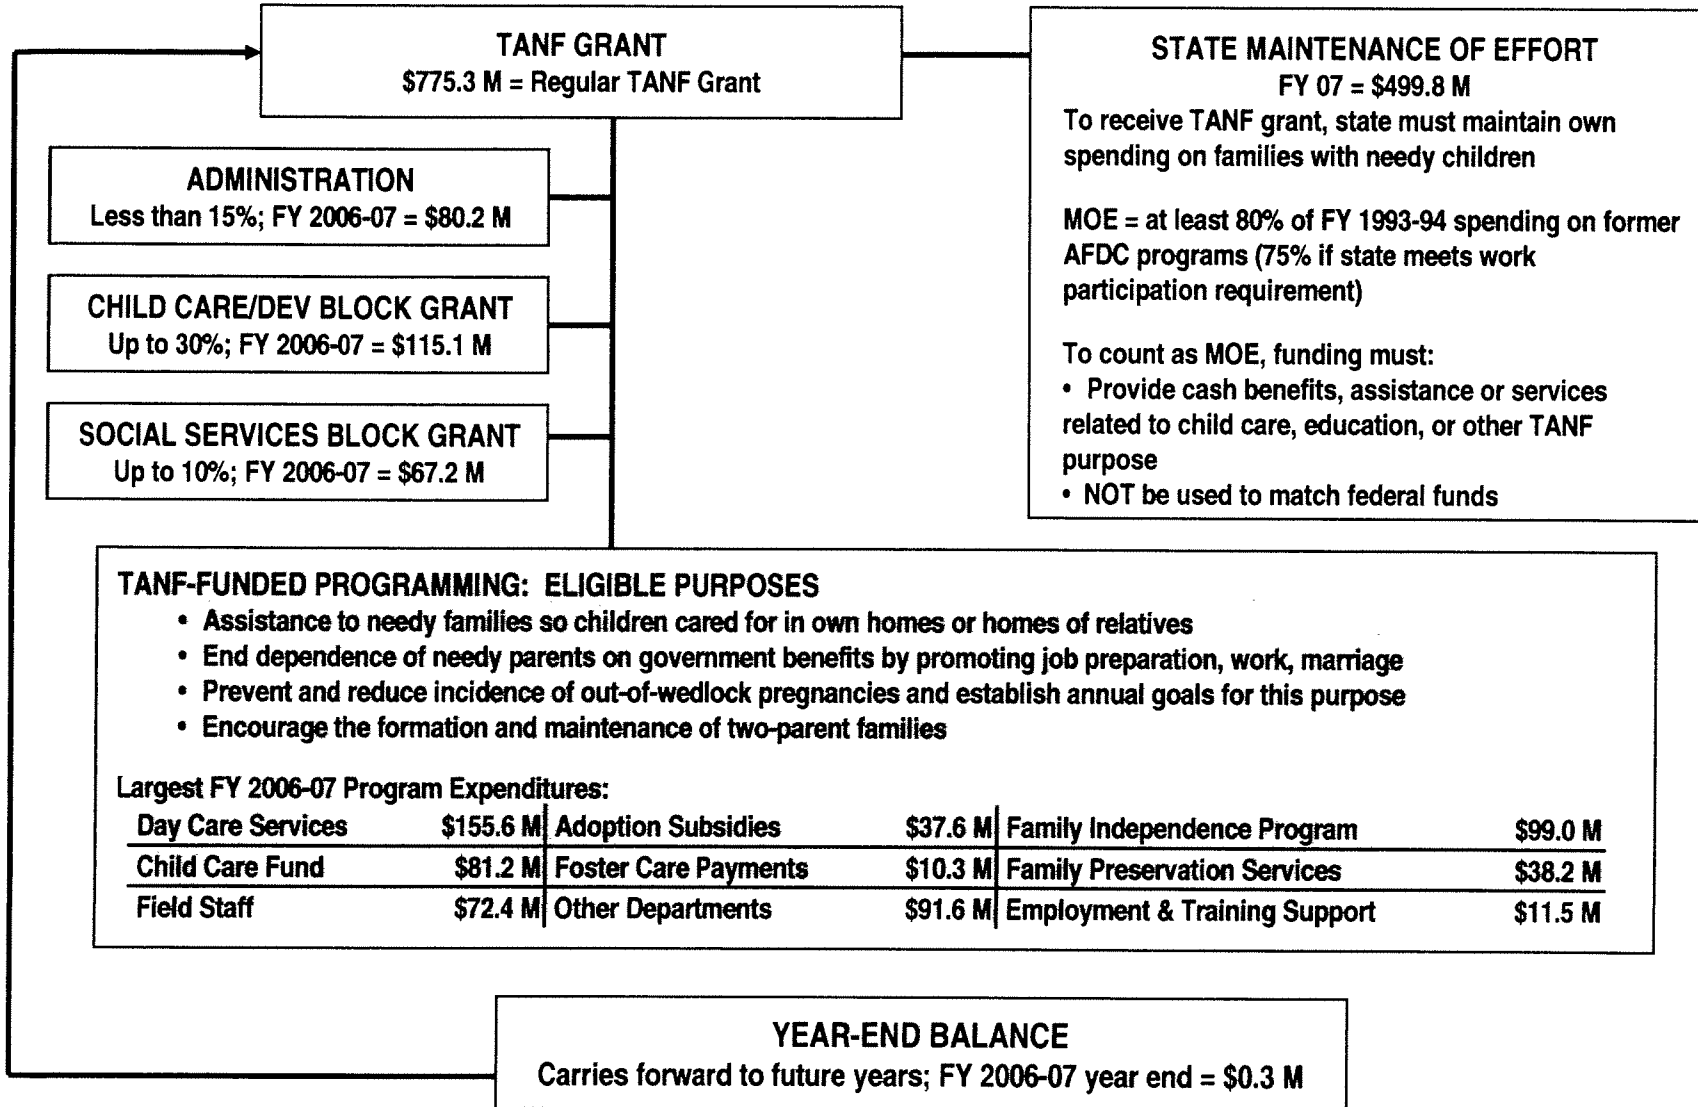 TANF GRANT
$775.3 M = Regular TANF Grant
STATE MAINTENANCE OF EFFORT
FY 07 = $499.8 M
To receive TANF grant, state must maintain own
spending on families with needy children
MOE = at least 80% of FY 1993-94 spending on former
AFDC programs (75% if state meets work
participation requirement)
To count as MOE, funding must:
• Provide cash benefits, assistance or services
related to child care, education, or other TANF
purpose
• NOT be used to match federal funds
ADMINISTRATION
Less than 15%; FY 2006-07 = $80.2 M
CHILD CARE/DEV BLOCK GRANT
Up to 30%; FY 2006-07 = $115.1 M
SOCIAL SERVICES BLOCK GRANT
Up to 10%; FY 2006-07 = $67.2 M
TANF-FUNDED PROGRAMMING: ELIGIBLE PURPOSES
• Assistance to needy families so children cared for in own homes or homes of relatives
• End dependence of needy parents on government benefits by promoting job preparation, work, marriage
• Prevent and reduce incidence of out-of-wedlock pregnancies and establish annual goals for this purpose
• Encourage the formation and maintenance of two-parent families
Largest FY 2006-07 Program Expenditures:
Day Care Services $155.6 M Adoption Subsidies $37.6 M Family Independence Program $99.0 M
Child Care Fund $81.2 M Foster Care Payments $10.3 M Family Preservation Services $38.2 M
Field Staff $72.4 M Other Departments $91.6 M Employment & Training Support $11.5 M
YEAR-END BALANCE
Carries forward to future years; FY 2006-07 year end = $0.3 M